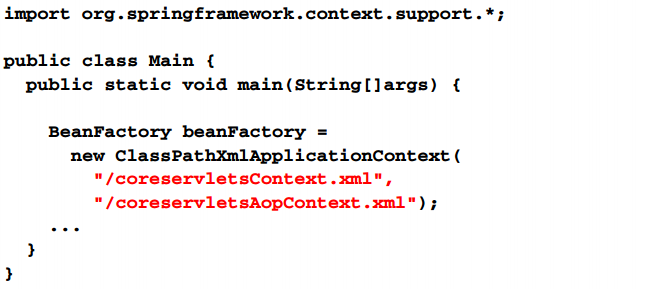 import org.springframework.context.support.*;
public class Main {
public static void main(String[]args) {
BeanFactory beanFactory =
new ClassPathXmlApplicationContext(
"/coreservletsContext.xml",
"/coreservletsAopContext.xml");
...
}
}